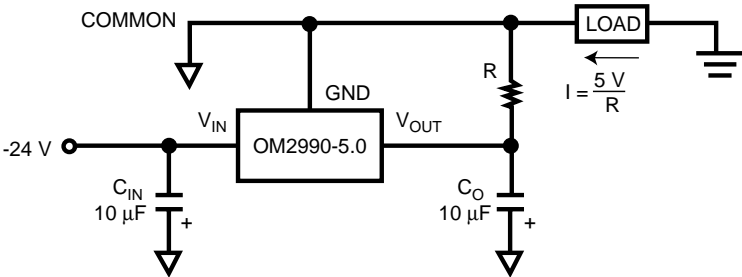 COMMON
LOAD
R
I = 5 V
R
GND
V_IN
V_OUT
OM2990-5.0
-24 V
C_IN
10 µF
+
C_O
10 µF
+